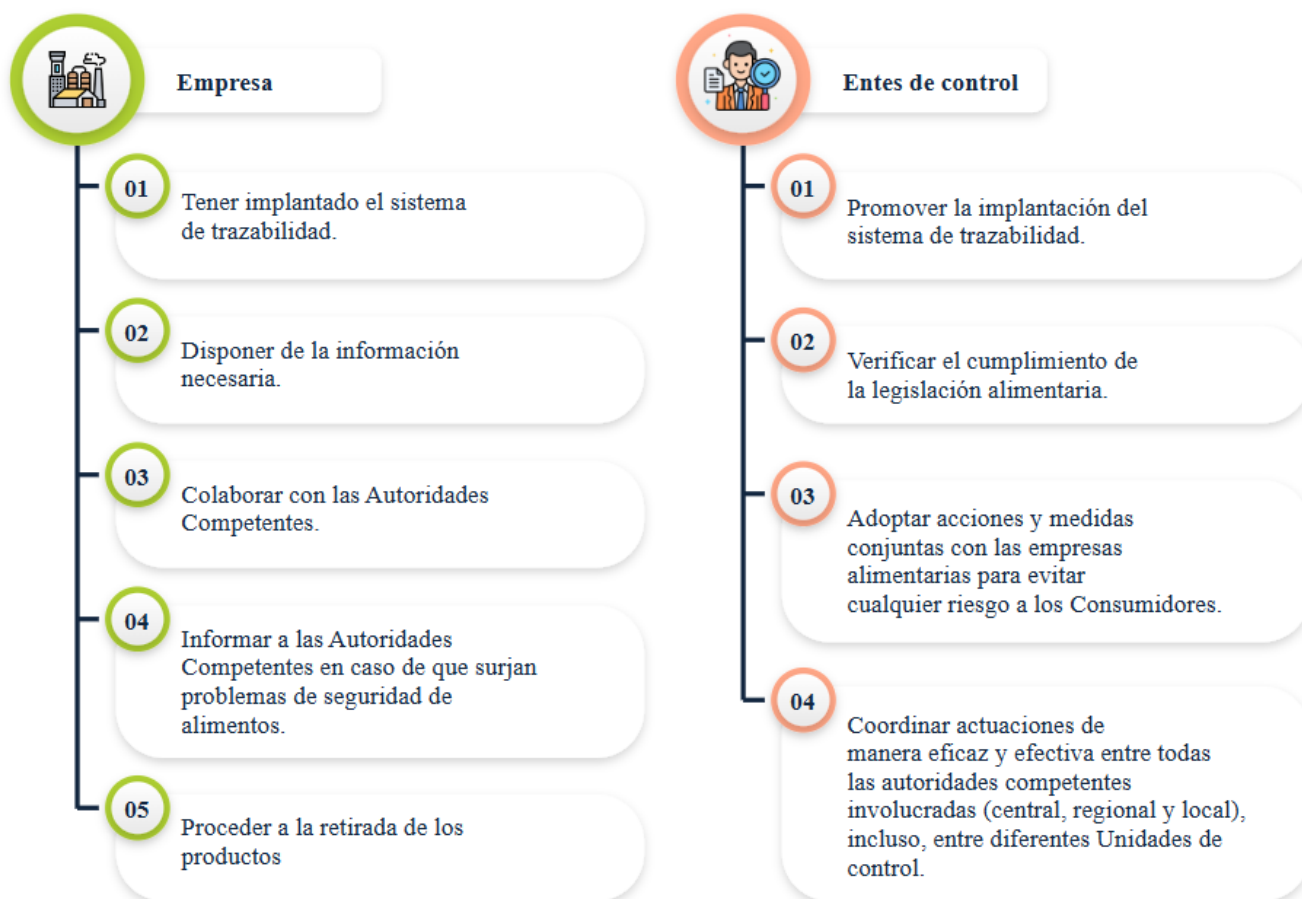 Empresa
01
Tener implantado el sistema
de trazabilidad.
02
Disponer de la información
necesaria.
03
Colaborar con las Autoridades
Competentes.
04
Informar a las Autoridades
Competentes en caso de que surjan
problemas de seguridad de
alimentos.
05
Proceder a la retirada de los
productos
Entes de control
01
Promover la implantación del
sistema de trazabilidad.
02
Verificar el cumplimiento de
la legislación alimentaria.
03
Adoptar acciones y medidas
conjuntas con las empresas
alimentarias para evitar
cualquier riesgo a los Consumidores.
04
Coordinar actuaciones de
manera eficaz y efectiva entre todas
las autoridades competentes
involucradas (central, regional y local),
incluso, entre diferentes Unidades de
control.